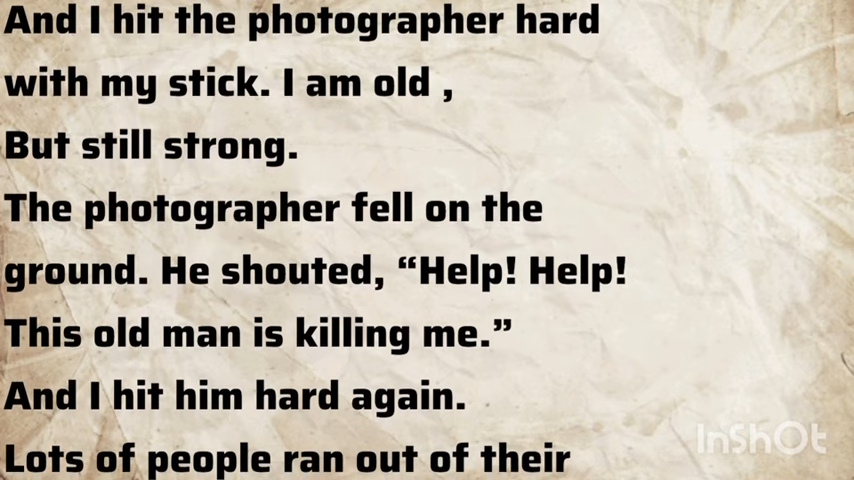 And I hit the photographer hard
with my stick. I am old ,
But still strong.
The photographer fell on the
ground. He shouted, “Help! Help!
This old man is killing me.”
And I hit him hard again.
Lots of people ran out of their
InShOt